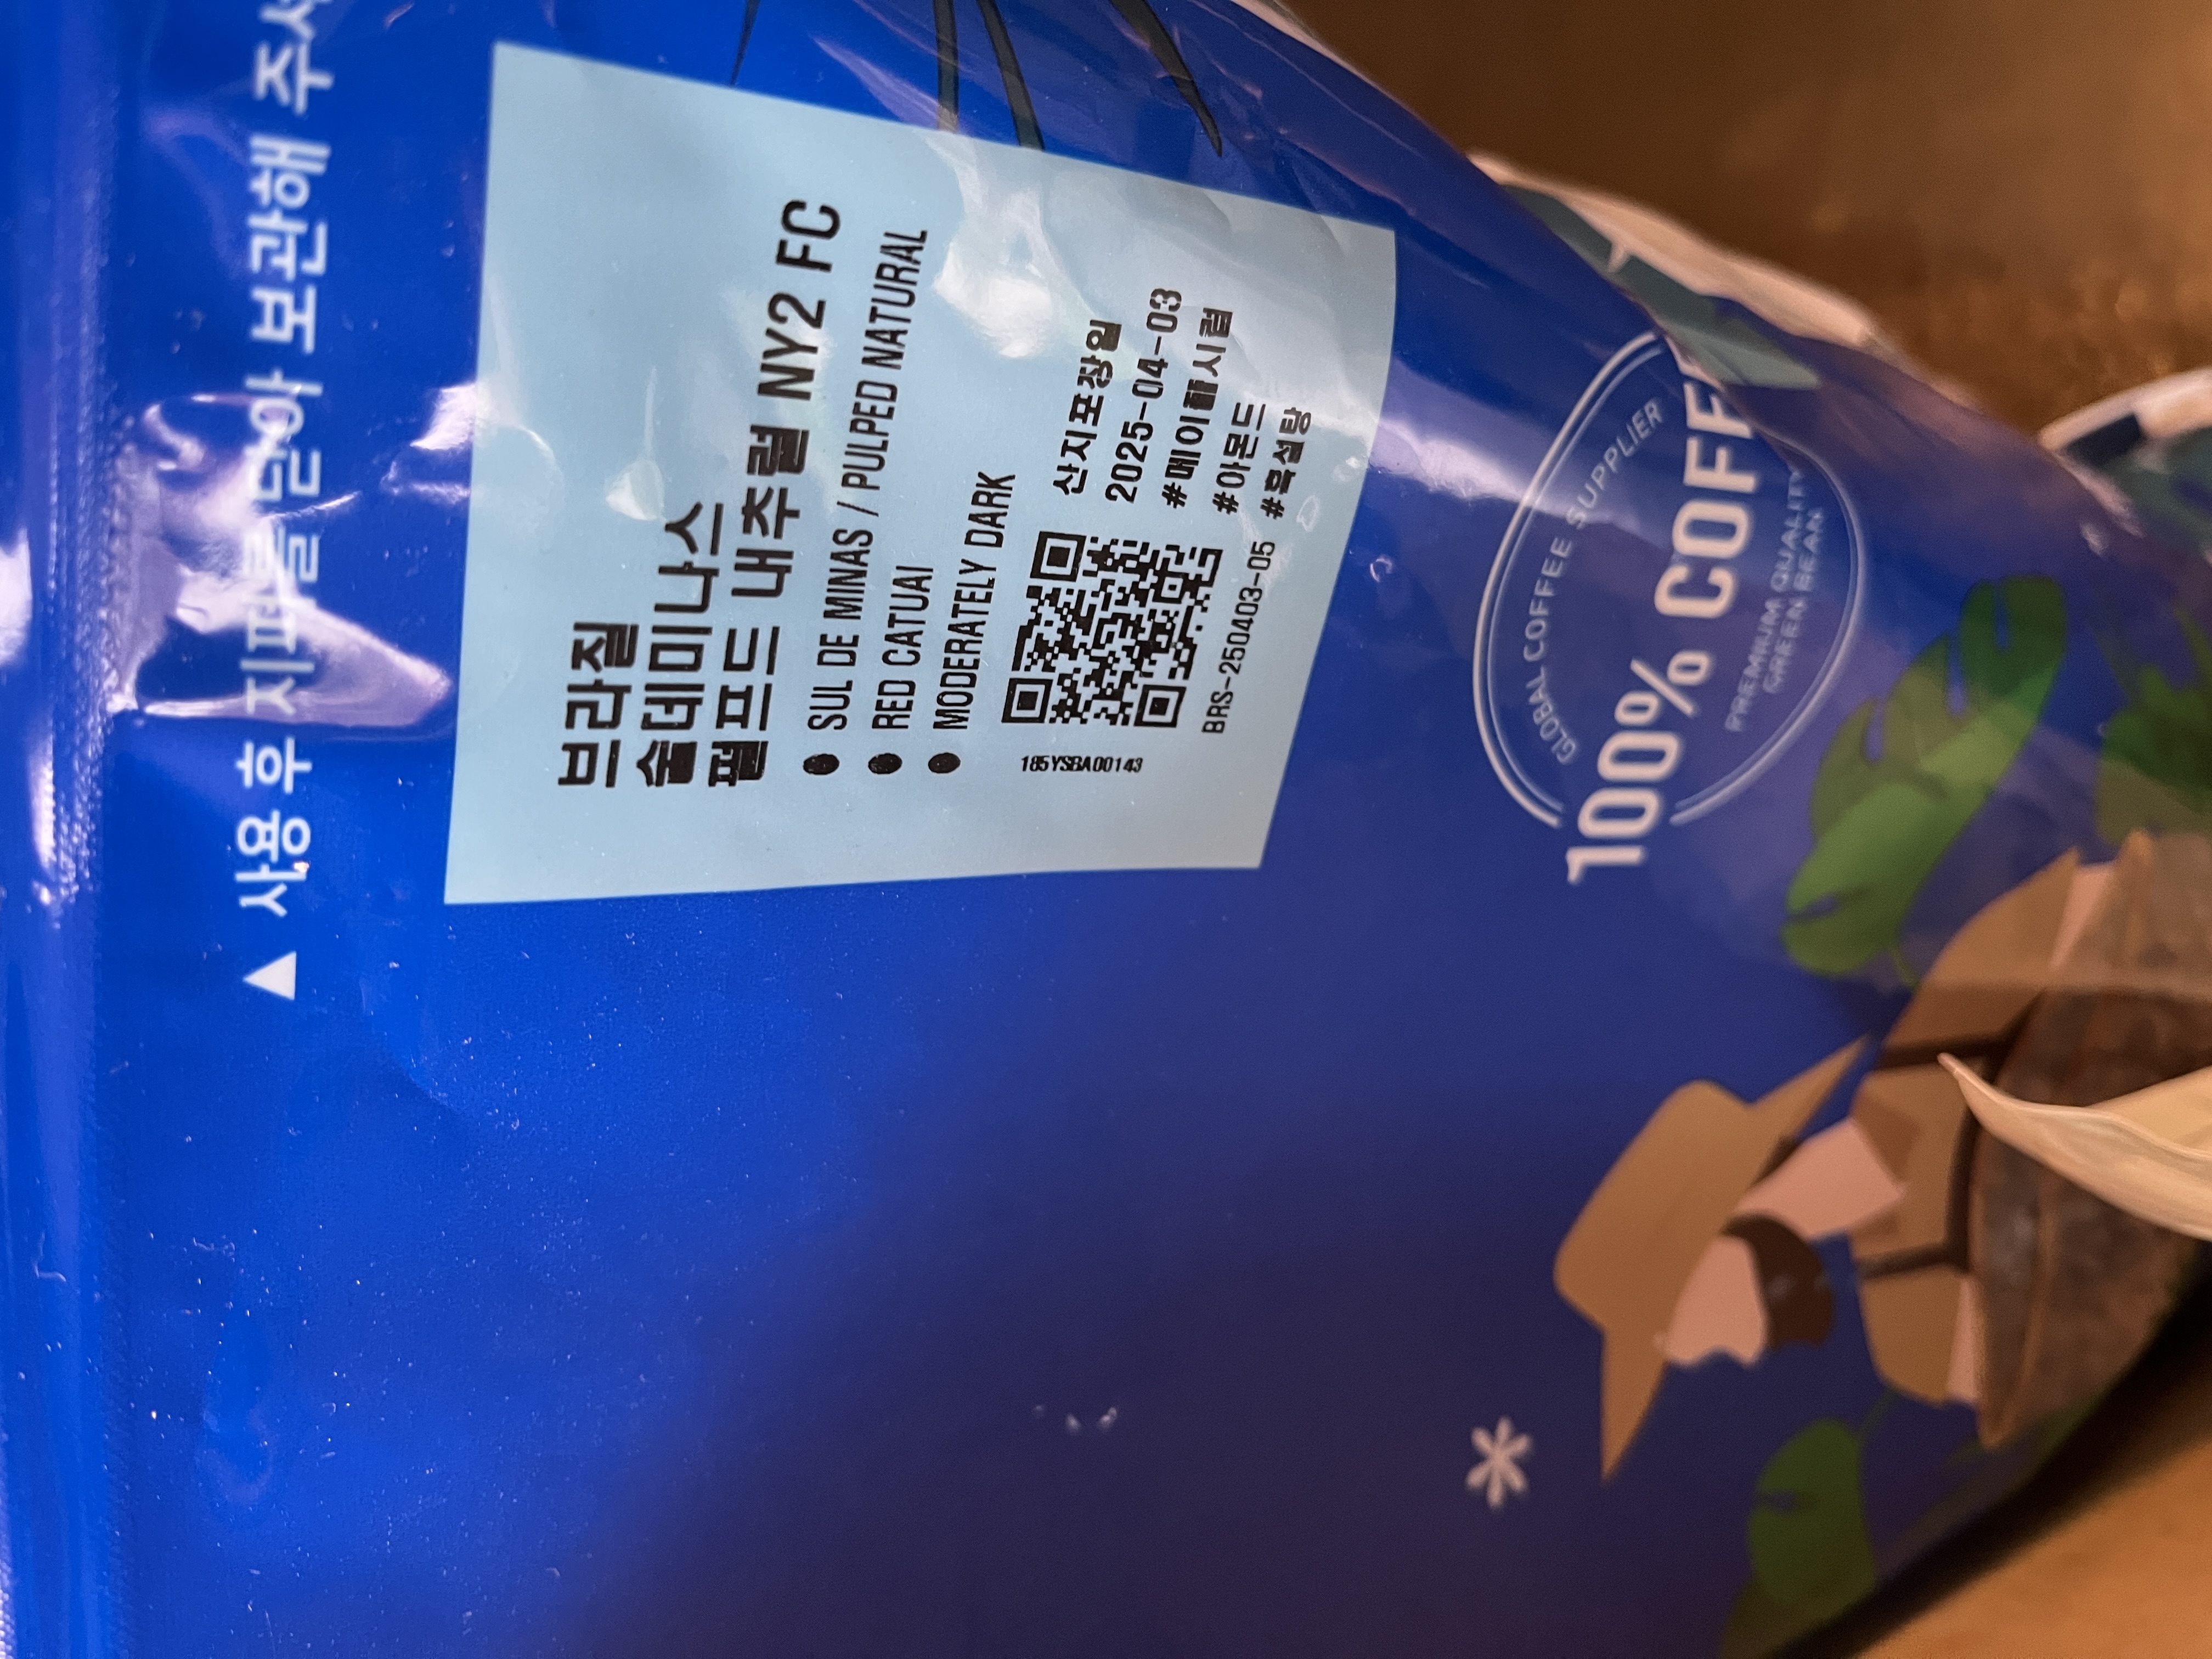 ▲ 사용 후 지퍼를 닫아 보관해
브라질
술데미나스
펄프드 내추럴 NY2 FC
● SUL DE MINAS / PULPED NATURAL
● RED CATUAI
● MODERATELY DARK
산지포장일
2025-04-03
#메이플시럽
#아몬드
#흑설탕
185YSBA00143
BRS-250403-05
GLOBAL COFFEE SUPPLIER
100% COFF
PREMIUM QUALITY
GREEN BEAN